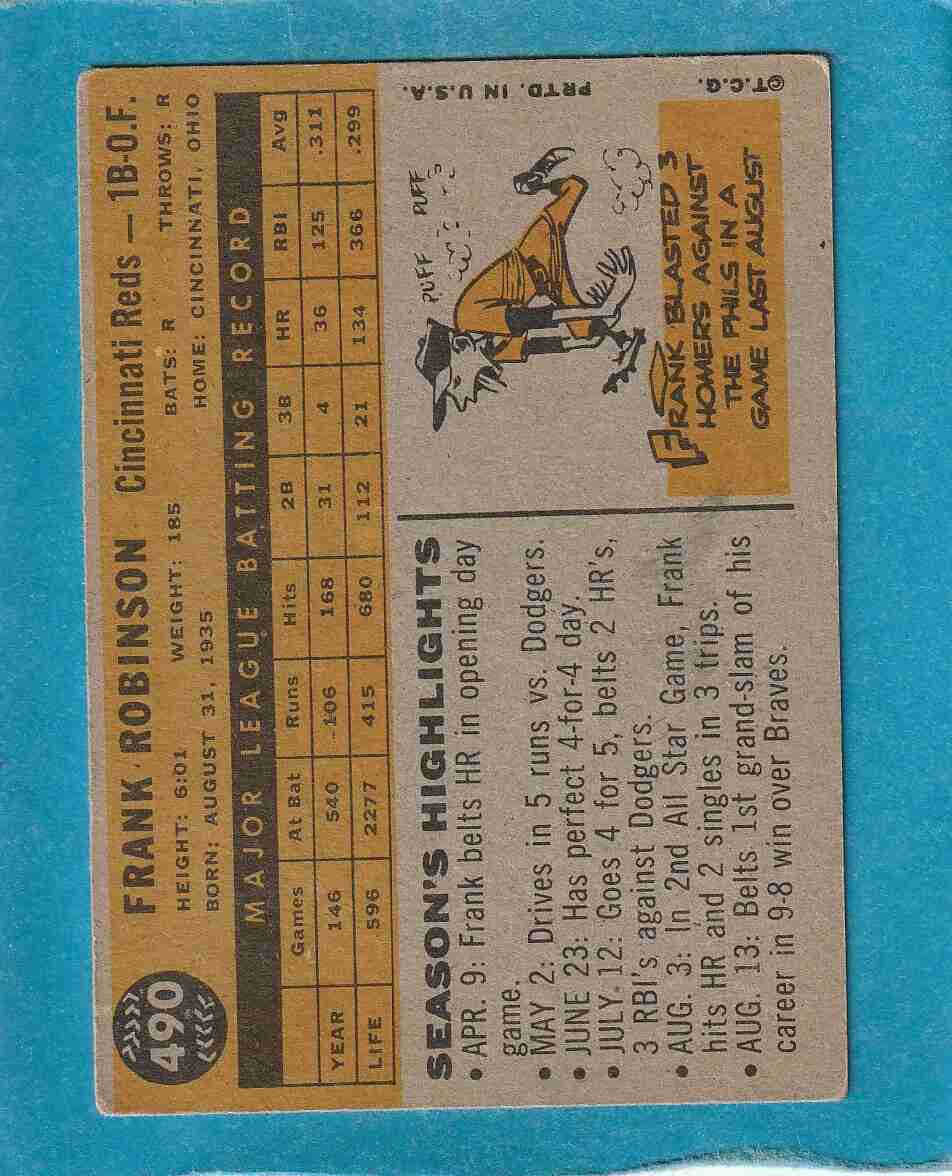 490
FRANK ROBINSON Cincinnati Reds — 1B-O.F.
HEIGHT: 6:01 WEIGHT: 185 BATS: R THROWS: R
BORN: AUGUST 31, 1935 HOME: CINCINNATI, OHIO
MAJOR LEAGUE BATTING RECORD
Games At Bat Runs Hits 2B 3B HR RBI Avg
YEAR 146 540 106 168 31 4 36 125 .311
LIFE 596 2277 415 680 112 21 134 366 .299
SEASON'S HIGHLIGHTS
• APR. 9: Frank belts HR in opening day
game.
• MAY 2: Drives in 5 runs vs. Dodgers.
• JUNE 23: Has perfect 4-for-4 day.
• JULY 12: Goes 4 for 5, belts 2 HR's,
3 RBI's against Dodgers.
• AUG. 3: In 2nd All Star Game, Frank
hits HR and 2 singles in 3 trips.
• AUG. 13: Belts 1st grand-slam of his
career in 9-8 win over Braves.
PUFF PUFF
FRANK BLASTED 3
HOMERS AGAINST
THE PHILS IN A
GAME LAST AUGUST
©T.C.G. PRTD. IN U.S.A.